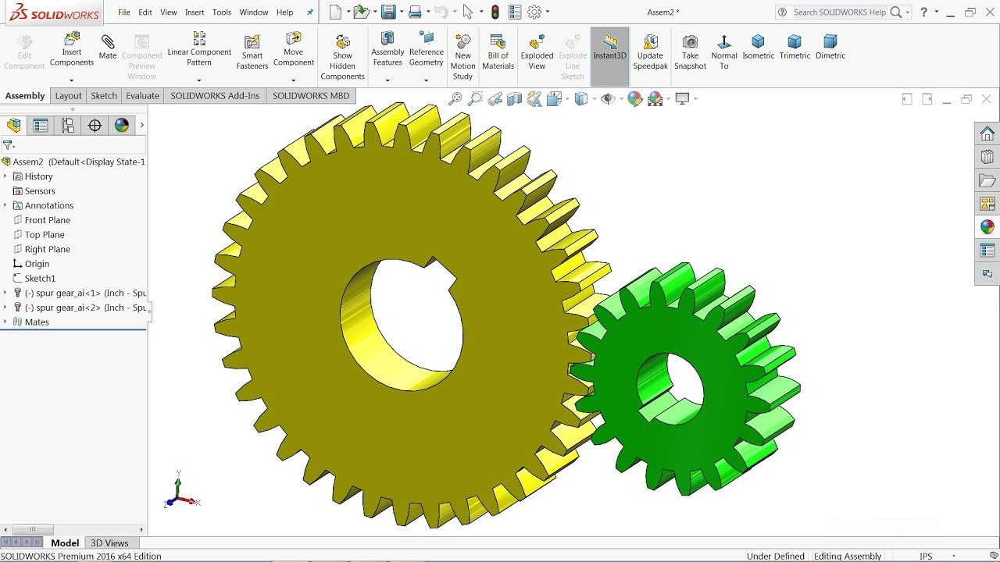 SOLIDWORKS
File Edit View Insert Tools Window Help
Assem2 *
Search SOLIDWORKS Help
?
Edit Component
Insert Components
Mate
Component Preview Window
Linear Component Pattern
Smart Fasteners
Move Component
Show Hidden Components
Assembly Features
Reference Geometry
New Motion Study
Bill of Materials
Exploded View
Explode Line Sketch
Instant3D
Update Speedpak
Take Snapshot
Normal To
Isometric
Trimetric
Dimetric
Assembly Layout Sketch Evaluate SOLIDWORKS Add-Ins SOLIDWORKS MBD
Assem2 (Default<Display State-1
History
Sensors
Annotations
Front Plane
Top Plane
Right Plane
Origin
Sketch1
(-) spur gear_ai<1> (Inch - Spu
(-) spur gear_ai<2> (Inch - Spu
Mates
Y
Z X
Model 3D Views
SOLIDWORKS Premium 2016 x64 Edition
Under Defined Editing Assembly IPS